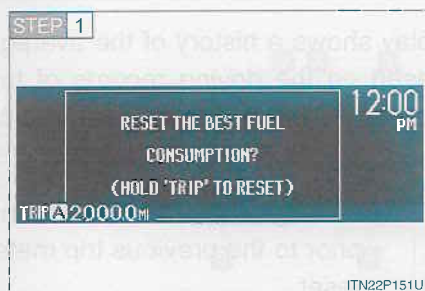 STEP 1
12:00
PM
RESET THE BEST FUEL
CONSUMPTION?
(HOLD 'TRIP' TO RESET)
TRIP A 2000.0 MI
ITN22P151U